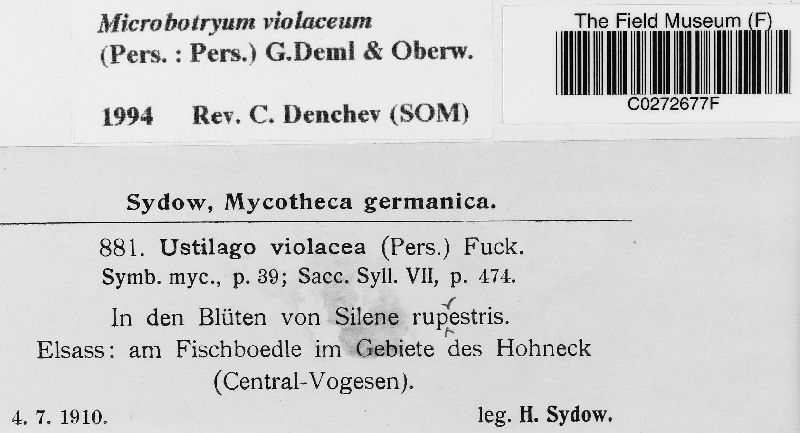 Microbotryum violaceum
(Pers. : Pers.) G.Deml & Oberw.
1994 Rev. C. Denchev (SOM)
The Field Museum (F)
C0272677F
Sydow, Mycotheca germanica.
881. Ustilago violacea (Pers.) Fuck.
Symb. myc., p. 39; Sacc. Syll. VII, p. 474.
In den Blüten von Silene rupestris.
Elsass: am Fischboedle im Gebiete des Hohneck
(Central-Vogesen).
4. 7. 1910. leg. H. Sydow.